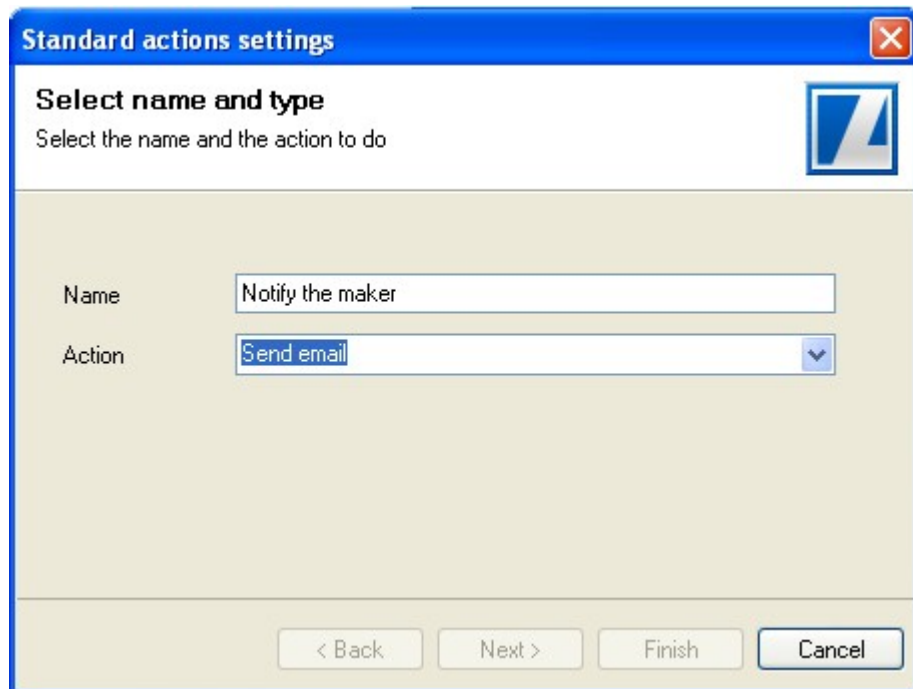 Standard actions settings
Select name and type
Select the name and the action to do
Name
Notify the maker
Action
Send email
< Back
Next >
Finish
Cancel